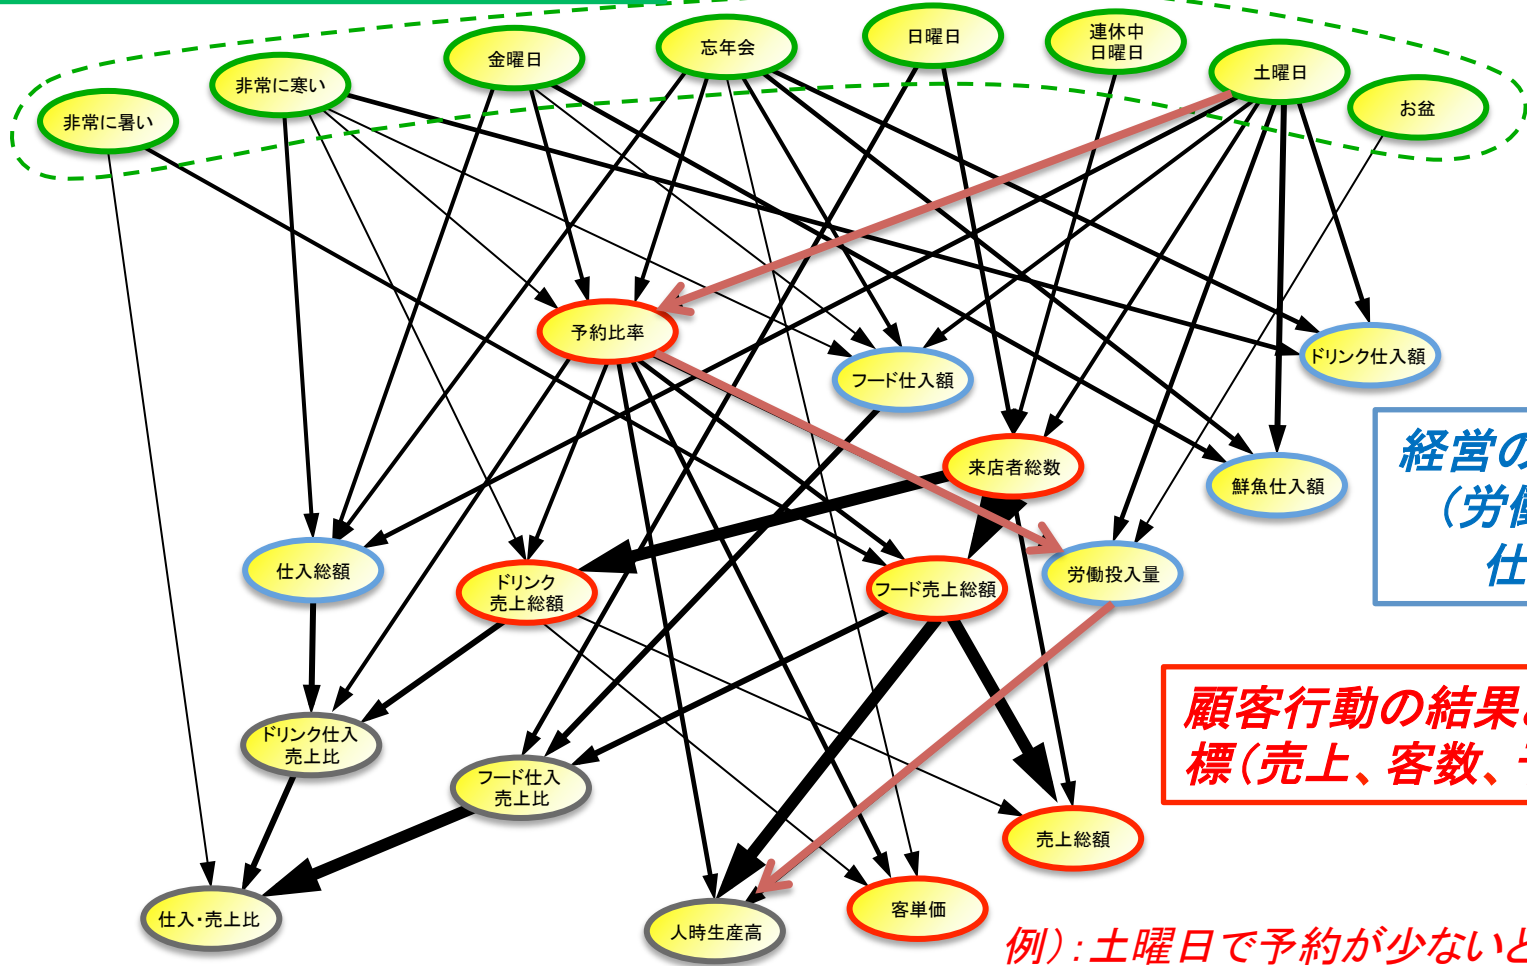 忘年会
日曜日
連休中
日曜日
金曜日
土曜日
非常に寒い
お盆
非常に暑い
予約比率
ドリンク仕入額
フード仕入額
経営の
来店者総数
鮮魚仕入額
（労働
仕
仕入総額
ドリンク
売上総額
フード売上総額
労働投入量
顧客行動の結果
標（売上、客数、
ドリンク仕入
売上比
フード仕入
売上比
売上総額
仕入・売上比
人時生産高
客単価
例）：土曜日で予約が少ないと